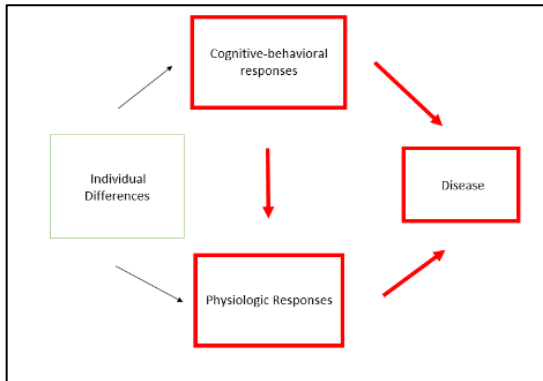 Cognitive-behavioral
responses
Individual
Differences
Disease
Physiologic Responses